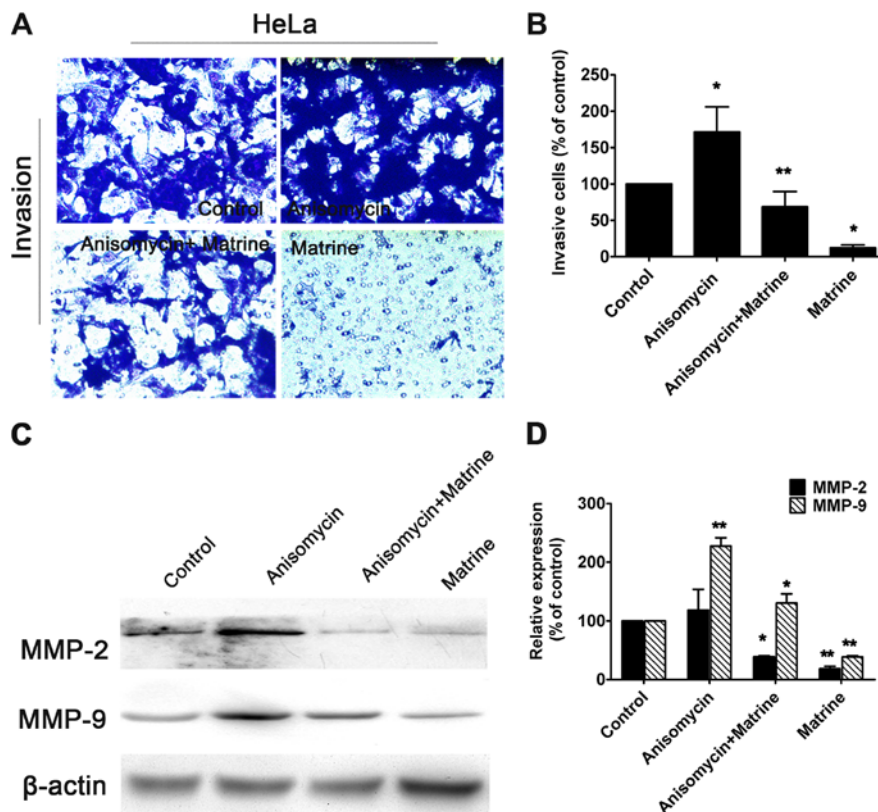 A
HeLa
Invasion
Control
Anisomycin
Anisomycin+ Matrine
Matrine
B
Invasive cells (% of control)
250
200
150
100
50
0
*
**
*
Conrtol
Anisomycin
Anisomycin+Matrine
Matrine
C
Control
Anisomycin
Anisomycin+Matrine
Matrine
MMP-2
MMP-9
β-actin
D
MMP-2
MMP-9
Relative expression
(% of control)
300
200
100
0
**
*
*
**
**
Control
Anisomycin
Anisomycin+Matrine
Matrine